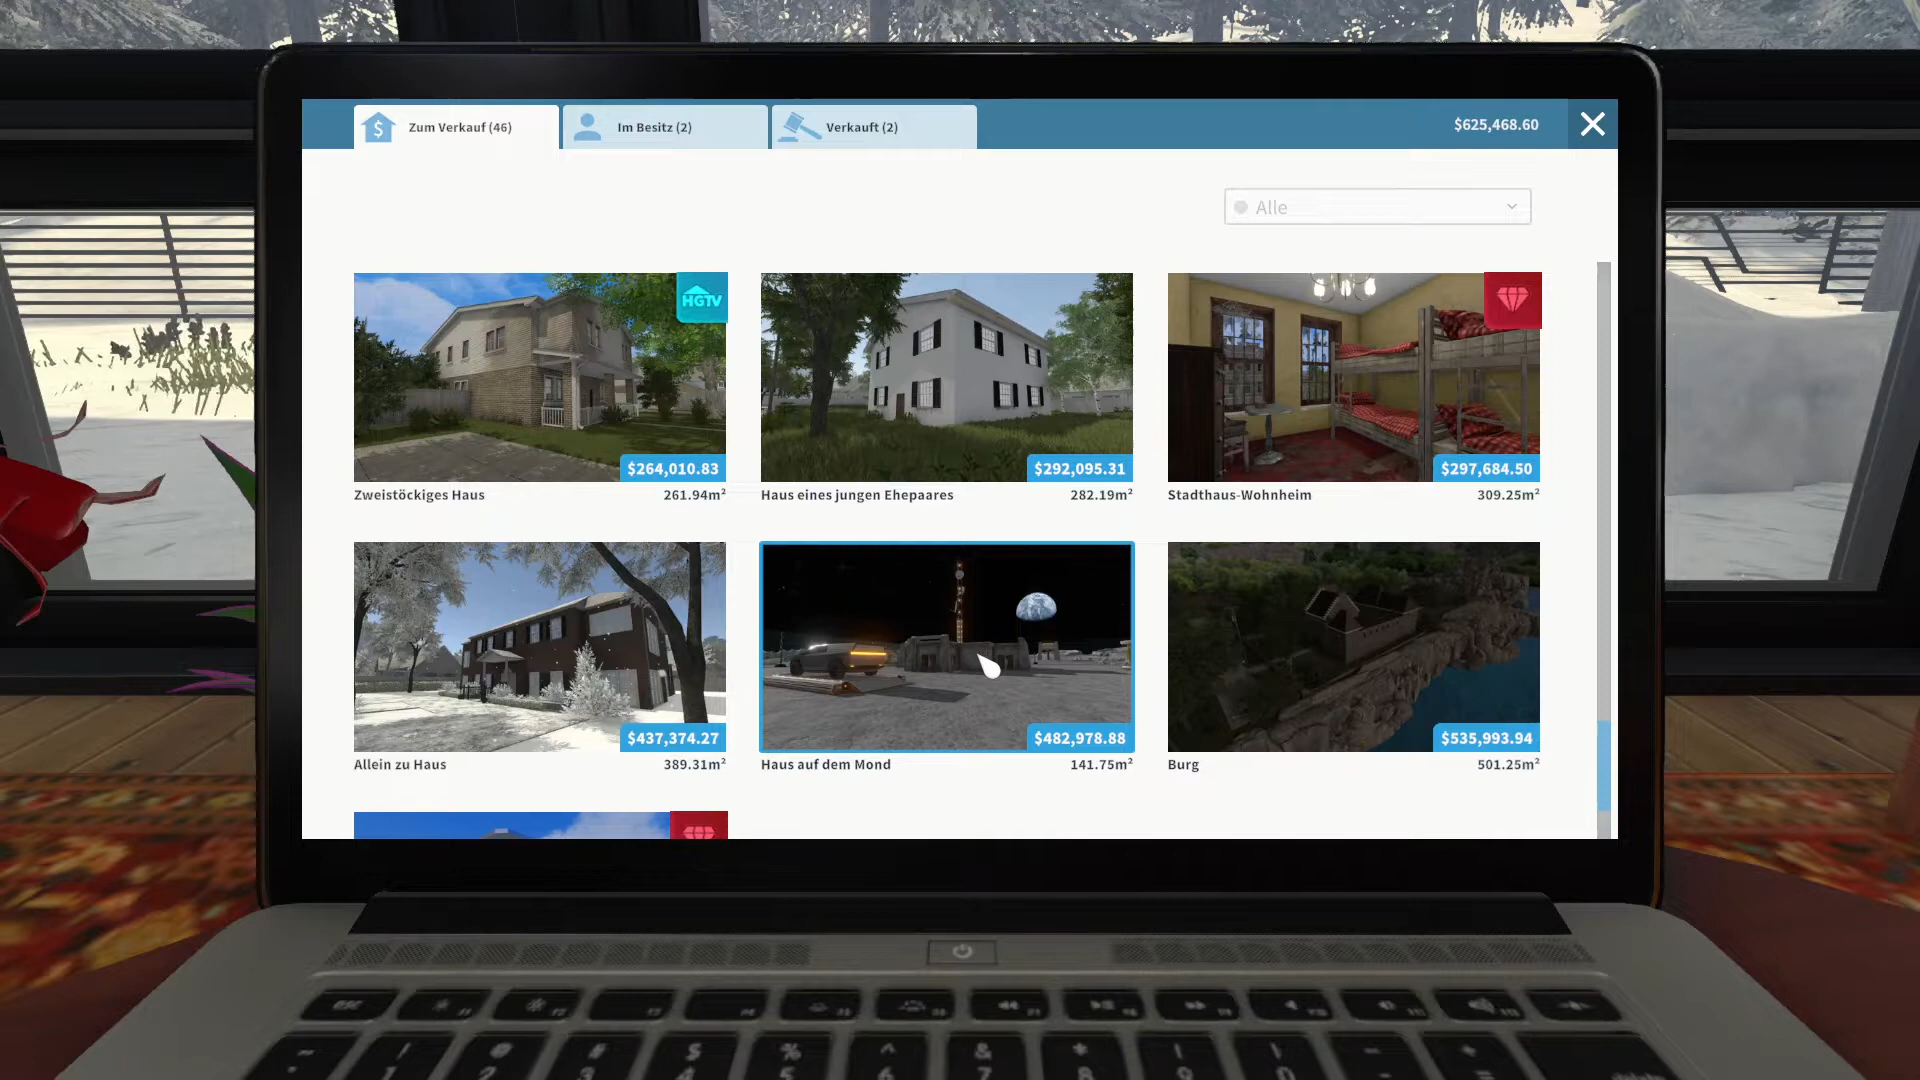 Zum Verkauf (46)
Im Besitz (2)
Verkauft (2)
$625,468.60
Alle
HGTV
$264,010.83
$292,095.31
$297,684.50
Zweistöckiges Haus
261.94m²
Haus eines jungen Ehepaares
282.19m²
Stadthaus-Wohnheim
309.25m²
$437,374.27
$482,978.88
$535,993.94
Allein zu Haus
389.31m²
Haus auf dem Mond
141.75m²
Burg
501.25m²
esc